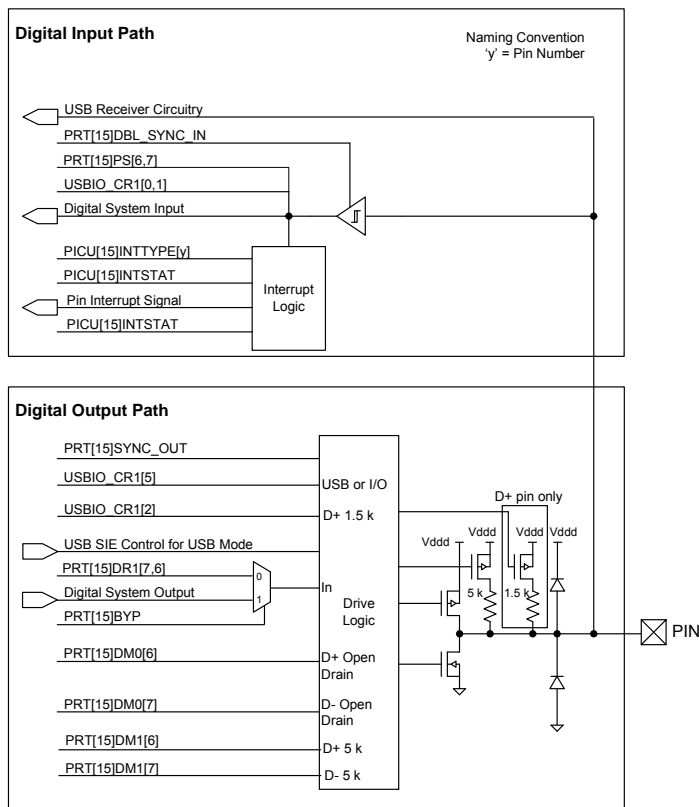 Digital Input Path
Naming Convention
‘y’ = Pin Number
USB Receiver Circuitry
PRT[15]DBL_SYNC_IN
PRT[15]PS[6,7]
USBIO_CR1[0,1]
Digital System Input
PICU[15]INTTYPE[y]
PICU[15]INTSTAT
Pin Interrupt Signal
PICU[15]INTSTAT
Interrupt
Logic
Digital Output Path
PRT[15]SYNC_OUT
USBIO_CR1[5]
USBIO_CR1[2]
USB SIE Control for USB Mode
PRT[15]DR1[7,6]
Digital System Output
PRT[15]BYP
PRT[15]DM0[6]
PRT[15]DM0[7]
PRT[15]DM1[6]
PRT[15]DM1[7]
0
1
USB or I/O
D+ 1.5 k
In
Drive
Logic
D+ Open
Drain
D- Open
Drain
D+ 5 k
D- 5 k
D+ pin only
Vddd
Vddd
Vddd
Vddd
5 k
1.5 k
PIN